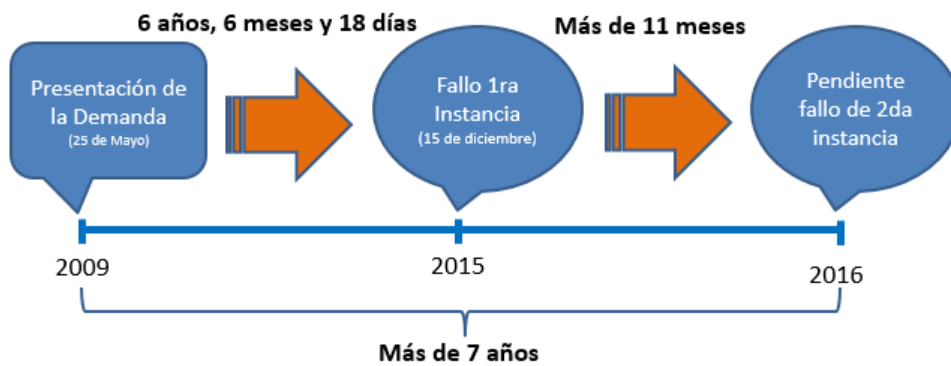 6 años, 6 meses y 18 días
Más de 11 meses
Presentación de
la Demanda
(25 de Mayo)
Fallo 1ra
Instancia
(15 de diciembre)
Pendiente
fallo de 2da
instancia
2009
2015
2016
Más de 7 años